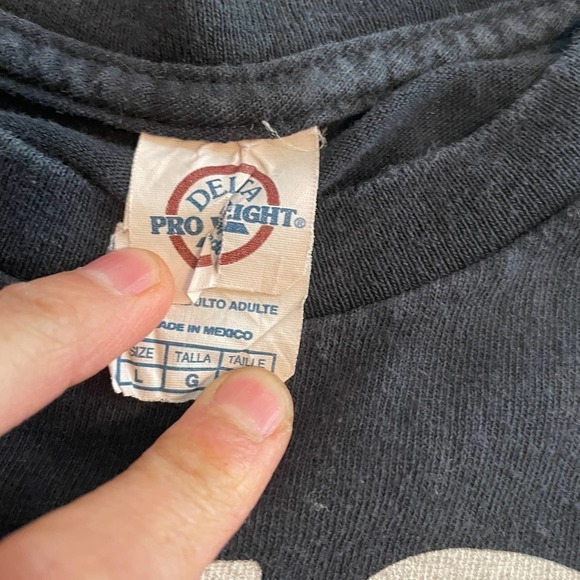 DELTA
PRO WEIGHT®
ADULTO ADULTE
MADE IN MEXICO
SIZE TALLA TAILLE
L G